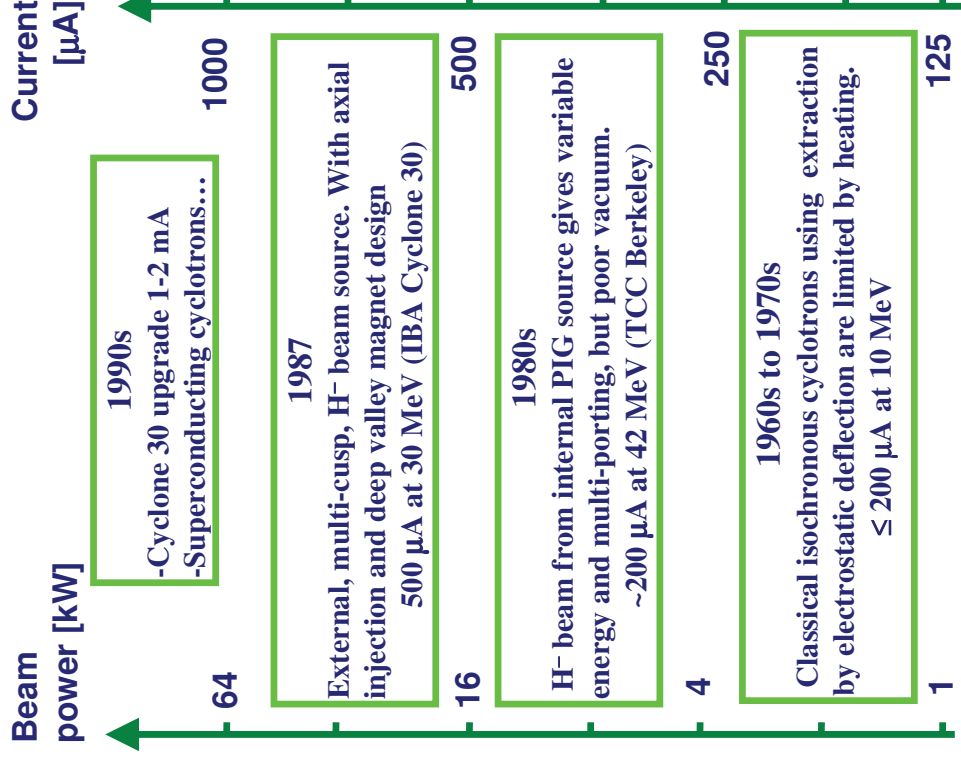 Beam
power [kW]
Current
[µA]
1990s
-Cyclone 30 upgrade 1-2 mA
-Superconducting cyclotrons…
64
1000
1987
External, multi-cusp, H⁻ beam source. With axial
injection and deep valley magnet design
500 µA at 30 MeV (IBA Cyclone 30)
16
500
1980s
H⁻ beam from internal PIG source gives variable
energy and multi-porting, but poor vacuum.
~200 µA at 42 MeV (TCC Berkeley)
4
250
1960s to 1970s
Classical isochronous cyclotrons using extraction
by electrostatic deflection are limited by heating.
≤ 200 µA at 10 MeV
1
125